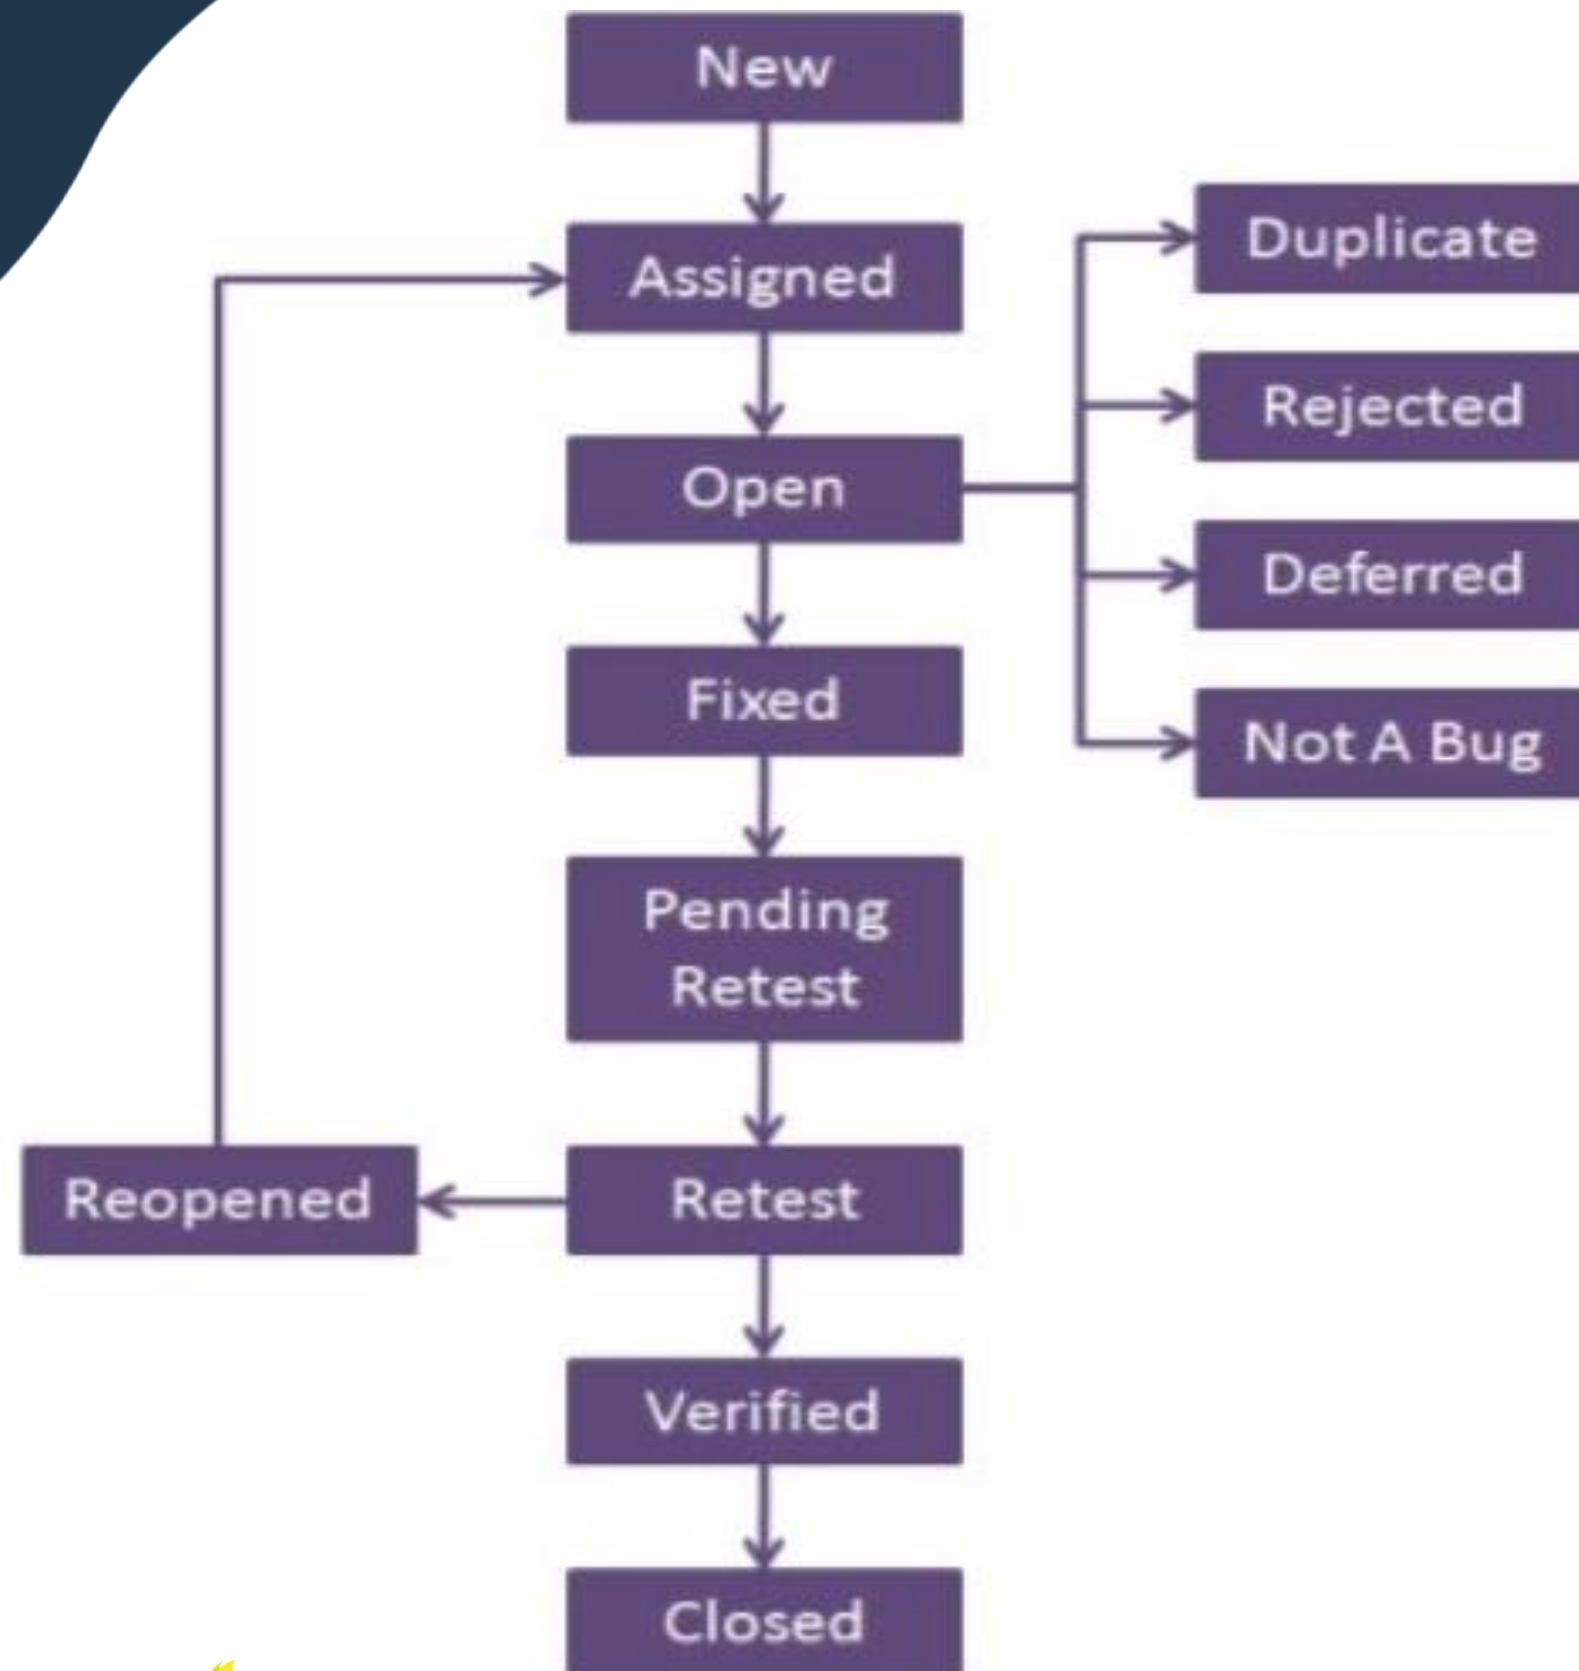 New
Assigned
Duplicate
Rejected
Open
Deferred
Fixed
Not A Bug
Pending
Retest
Reopened
Retest
Verified
Closed